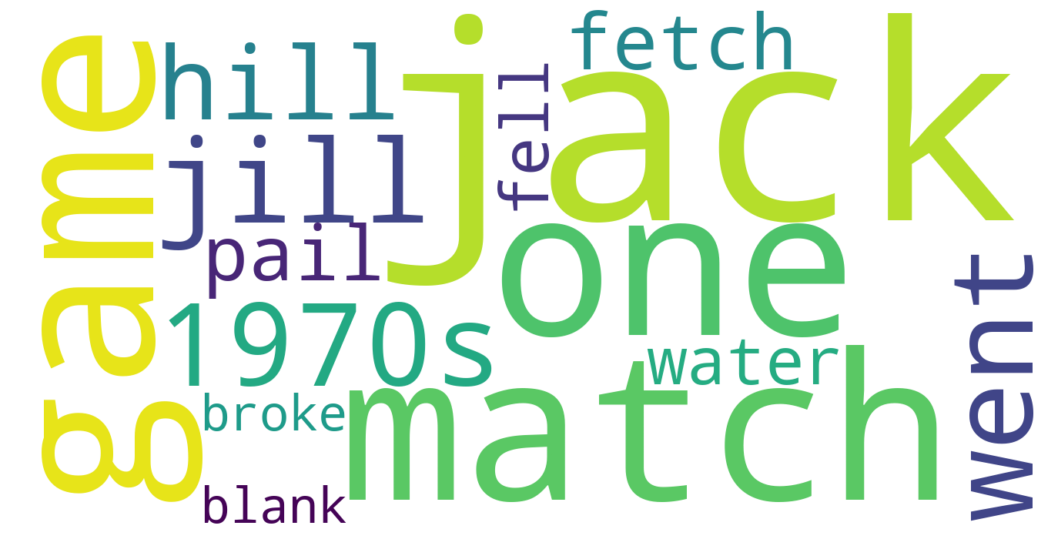 game
hill
jack
fetch
fell
jill
pail
one
1970s
went
water
match
broke
blank